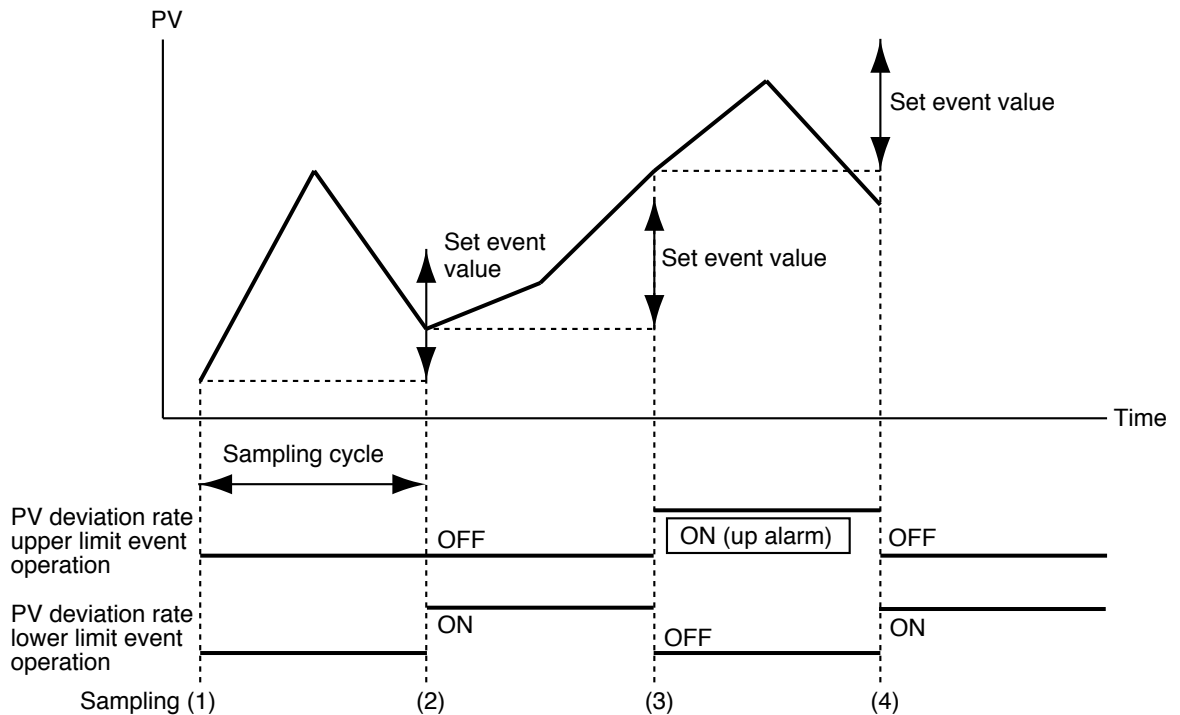 PV
Set event value
Set event
value
Set event value
Time
Sampling cycle
PV deviation rate
upper limit event
operation
OFF
ON (up alarm)
OFF
PV deviation rate
lower limit event
operation
ON
OFF
ON
Sampling (1)
(2)
(3)
(4)